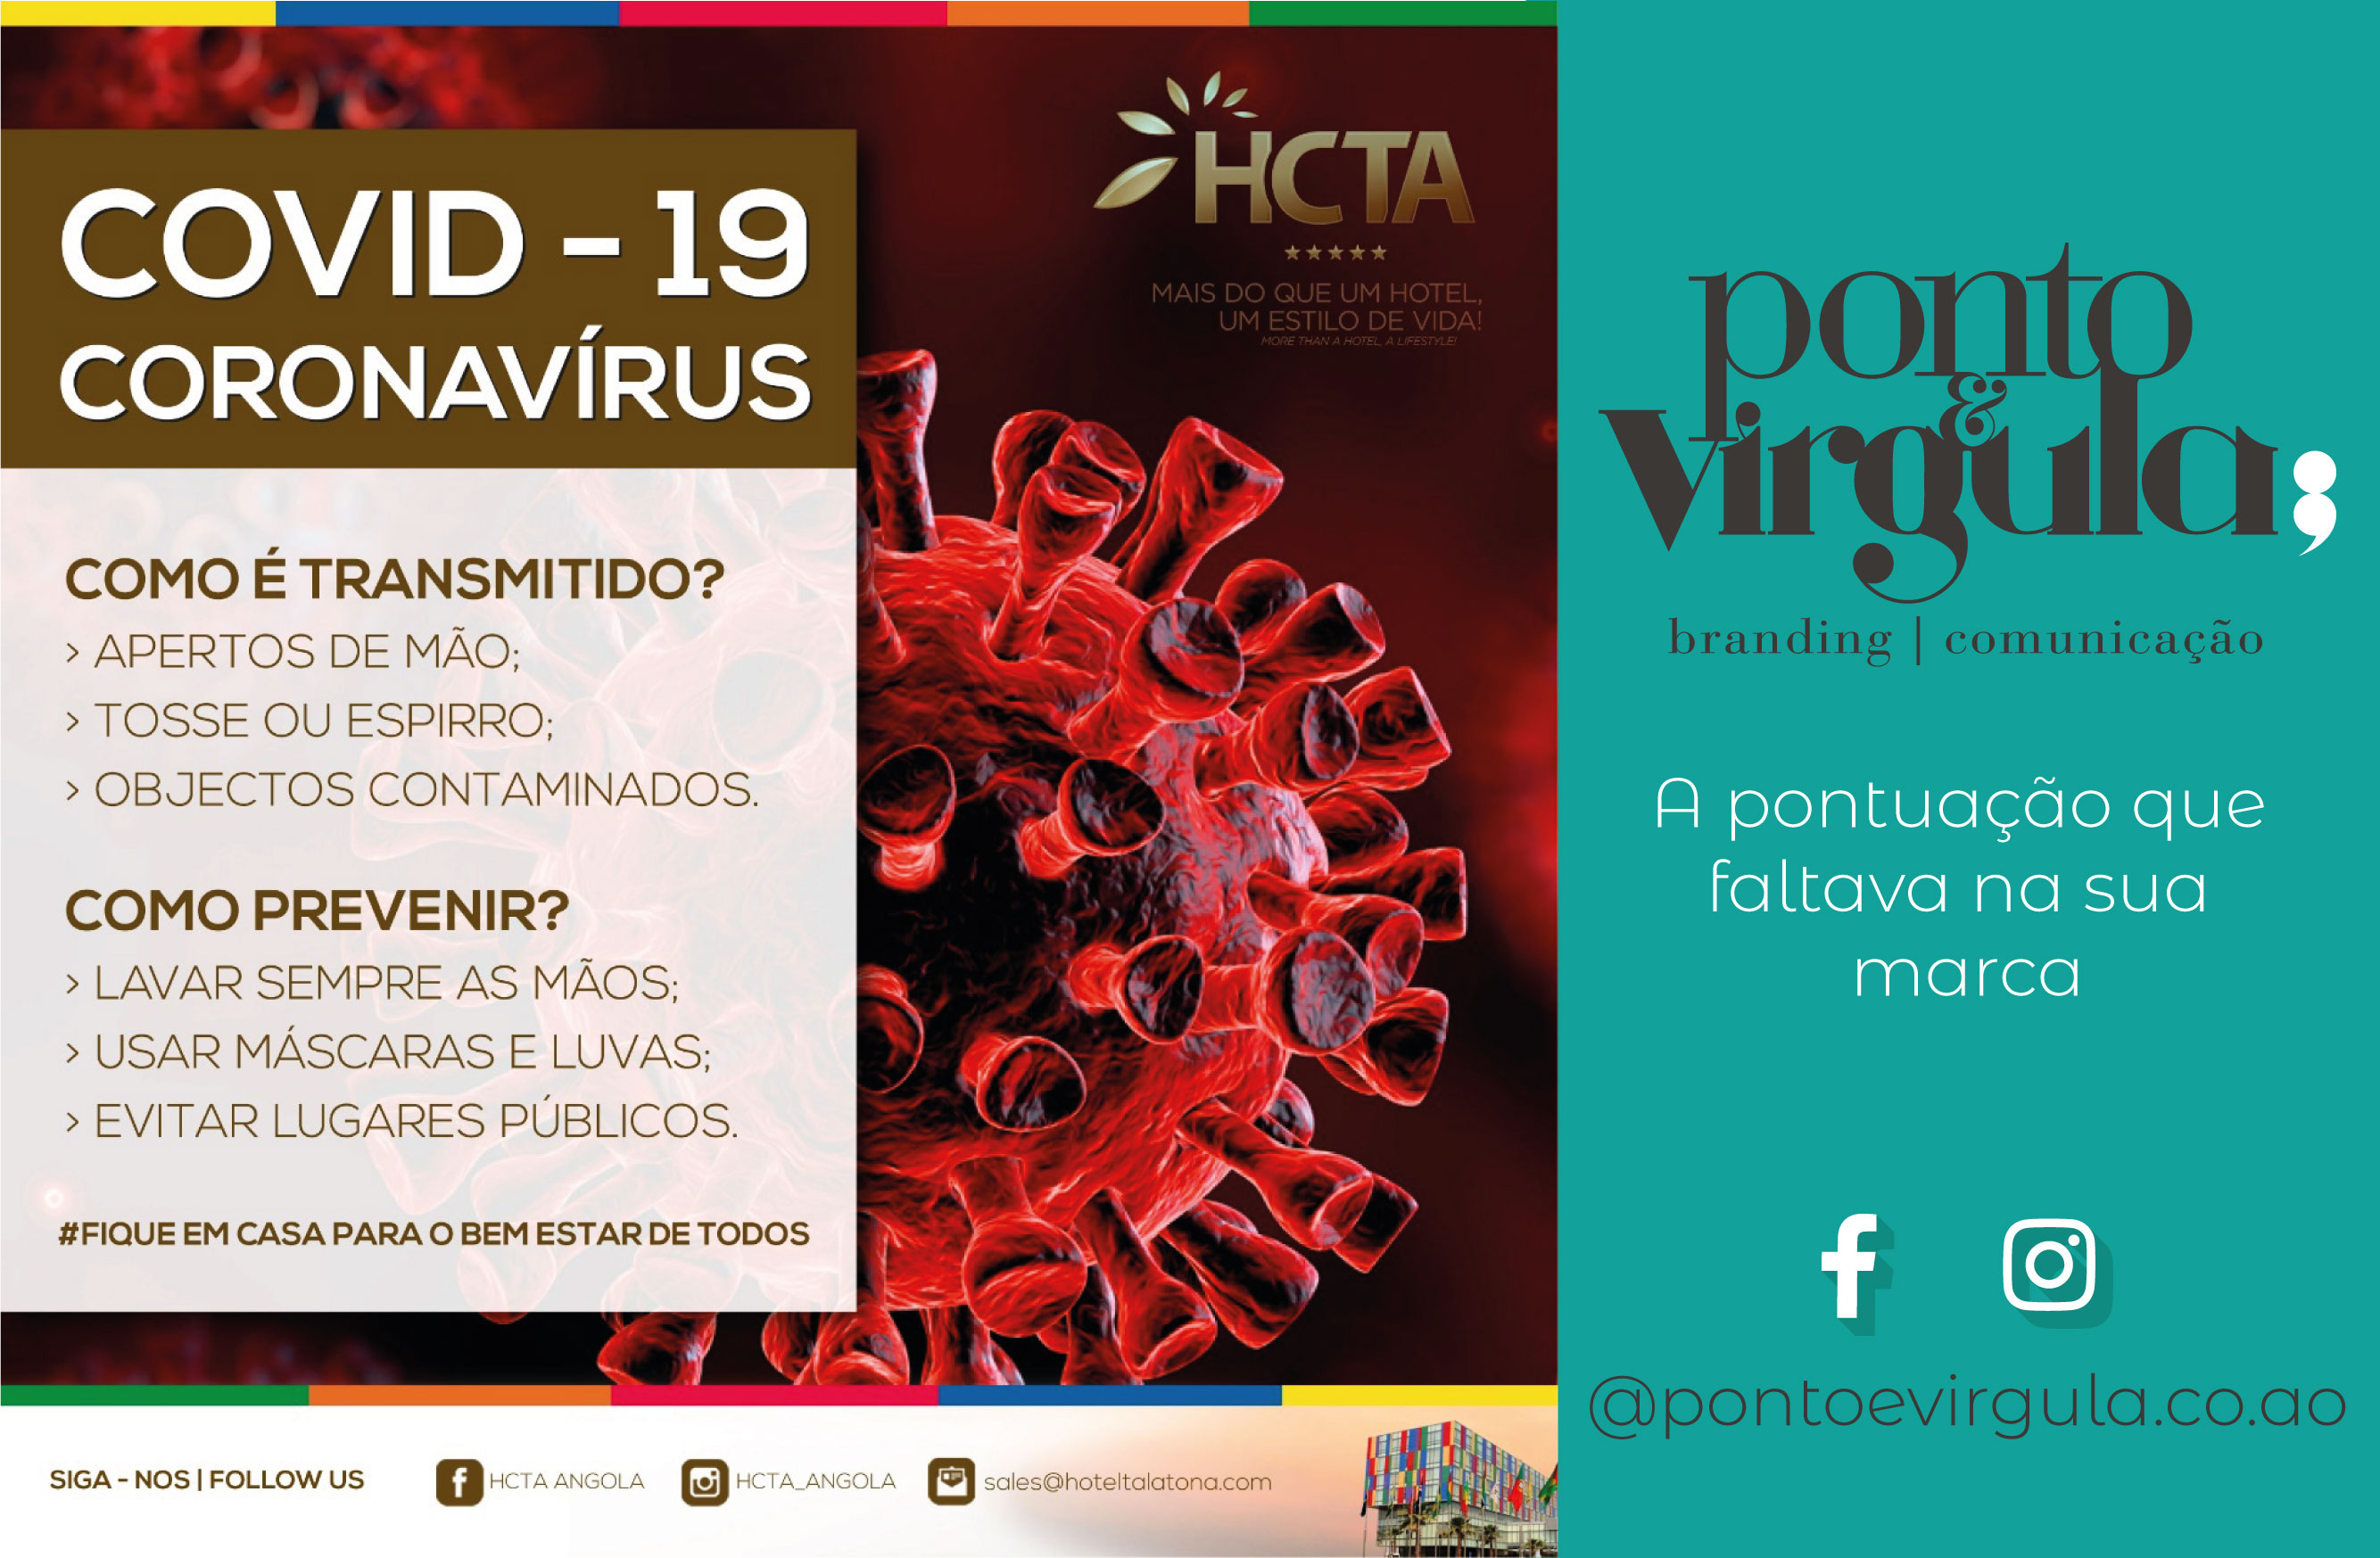 COVID - 19
CORONAVÍRUS
COMO É TRANSMITIDO?
> APERTOS DE MÃO;
> TOSSE OU ESPIRRO;
> OBJECTOS CONTAMINADOS.
COMO PREVENIR?
> LAVAR SEMPRE AS MÃOS;
> USAR MÁSCARAS E LUVAS;
> EVITAR LUGARES PÚBLICOS.
#FIQUE EM CASA PARA O BEM ESTAR DE TODOS
HCTA
MAIS DO QUE UM HOTEL,
UM ESTILO DE VIDA!
MORE THAN A HOTEL, A LIFESTYLE!
SIGA - NOS | FOLLOW US
HCTA ANGOLA
HCTA_ANGOLA
sales@hoteltalatona.com
ponto
&
virgula;
branding | comunicação
A pontuação que
faltava na sua
marca
@pontoevirgula.co.ao